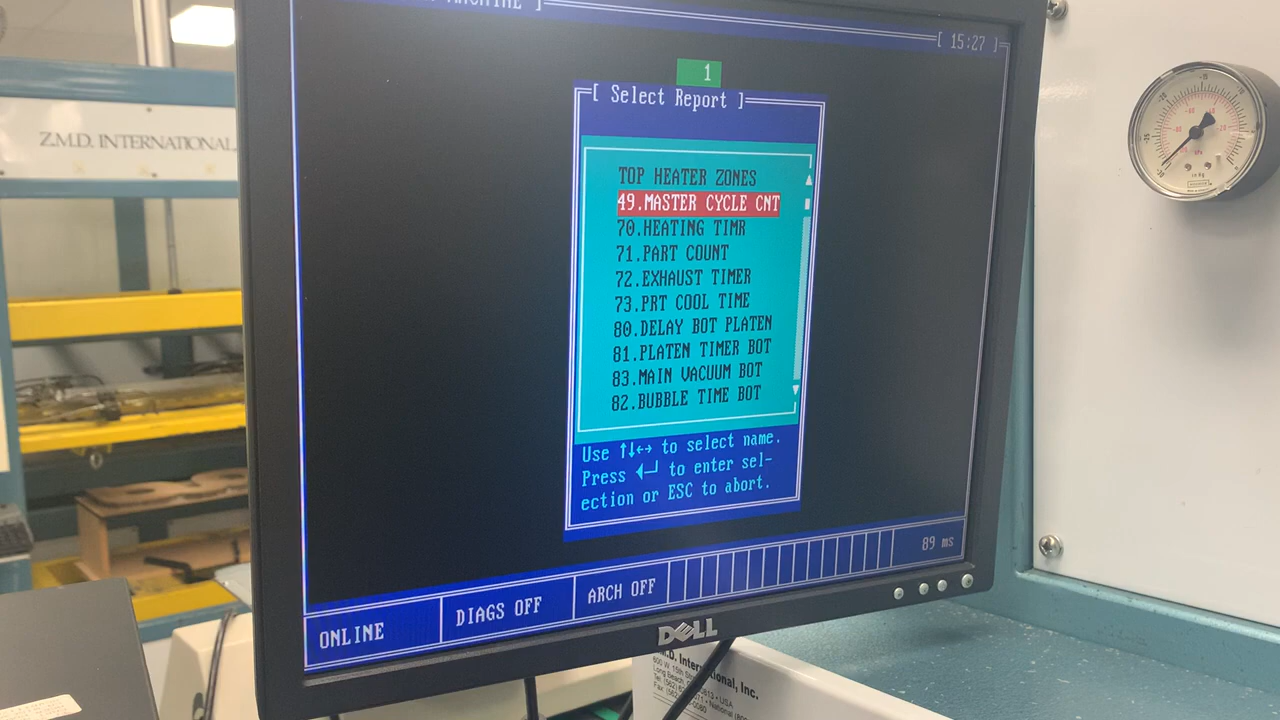 [ 15:27 ]
Z.M.D. INTERNATIONAL,
1
[ Select Report ]
TOP HEATER ZONES
49.MASTER CYCLE CNT
70.HEATING TIMR
71.PART COUNT
72.EXHAUST TIMER
73.PRT COOL TIME
80.DELAY BOT PLATEN
81.PLATEN TIMER BOT
83.MAIN VACUUM BOT
82.BUBBLE TIME BOT
Use ↑↓↔ to select name.
Press ◄┘ to enter sel-
ection or ESC to abort.
ONLINE
DIAGS OFF
ARCH OFF
89 ms
DELL
Long Beach,